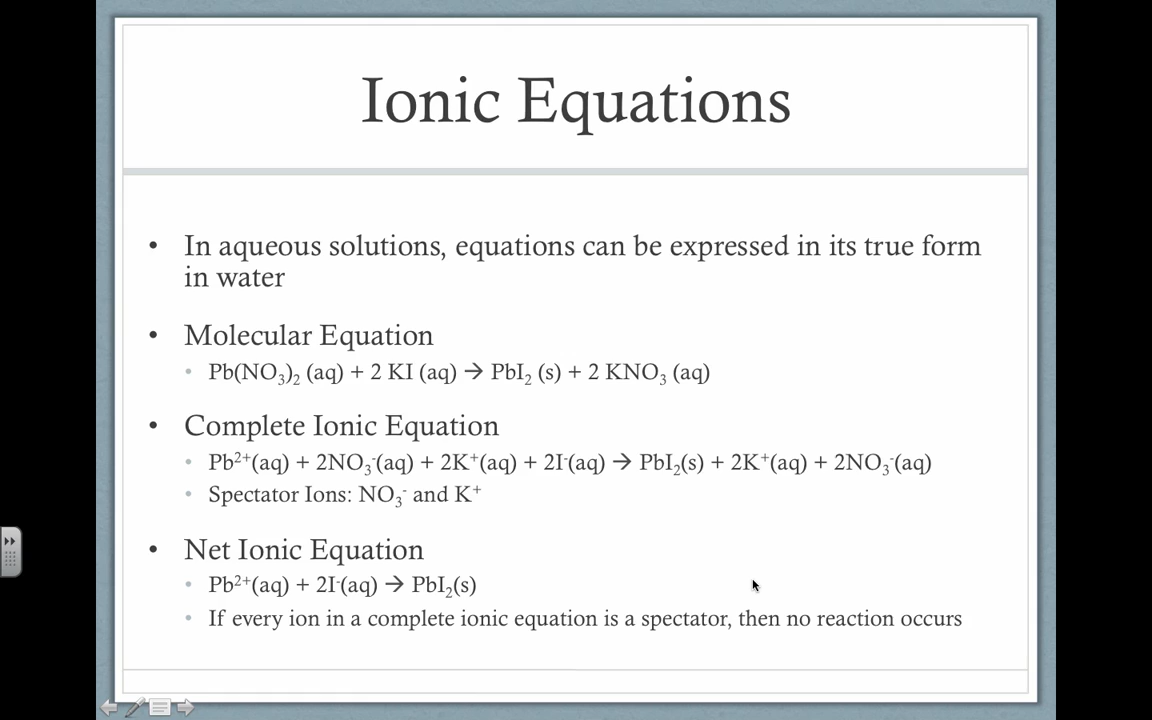 Ionic Equations
• In aqueous solutions, equations can be expressed in its true form
in water
• Molecular Equation
• Pb(NO₃)₂ (aq) + 2 KI (aq) → PbI₂ (s) + 2 KNO₃ (aq)
• Complete Ionic Equation
• Pb²⁺(aq) + 2NO₃⁻(aq) + 2K⁺(aq) + 2I⁻(aq) → PbI₂(s) + 2K⁺(aq) + 2NO₃⁻(aq)
• Spectator Ions: NO₃⁻ and K⁺
• Net Ionic Equation
• Pb²⁺(aq) + 2I⁻(aq) → PbI₂(s)
• If every ion in a complete ionic equation is a spectator, then no reaction occurs